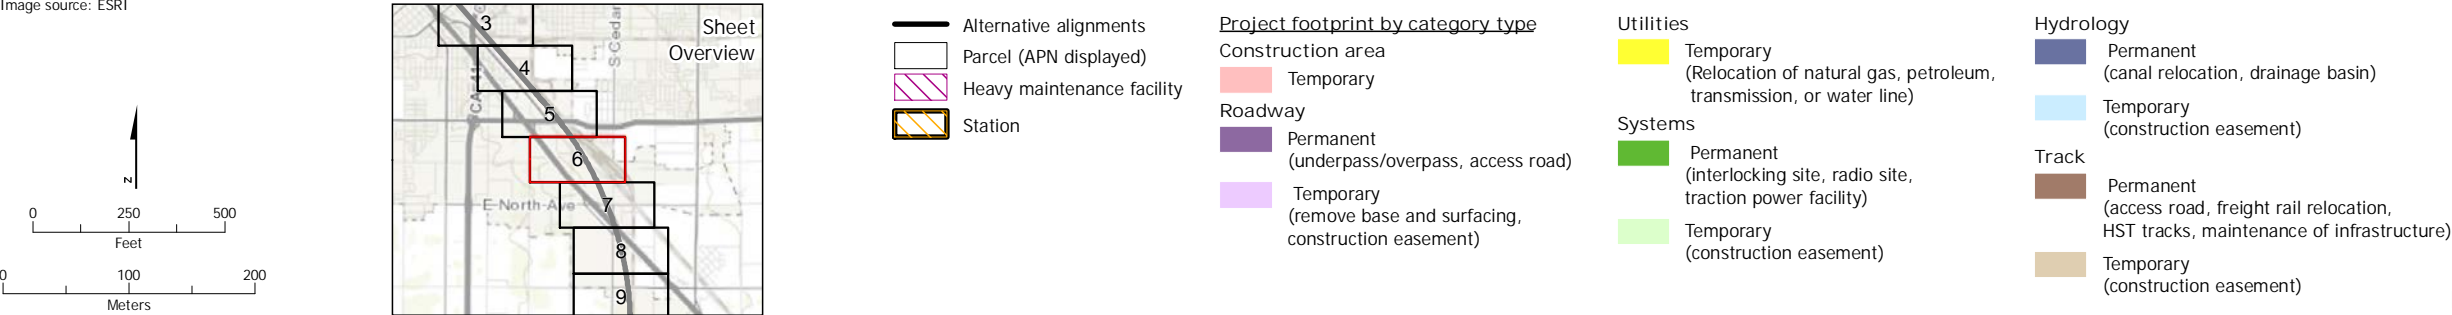 Image source: ESRI
N
0 250 500
Feet
0 100 200
Meters
Sheet
Overview
3
4
5
6
7
8
9
E North Ave
S Cedar
Alternative alignments
Parcel (APN displayed)
Heavy maintenance facility
Station
Project footprint by category type
Construction area
Temporary
Roadway
Permanent
(underpass/overpass, access road)
Temporary
(remove base and surfacing,
construction easement)
Utilities
Temporary
(Relocation of natural gas, petroleum,
transmission, or water line)
Systems
Permanent
(interlocking site, radio site,
traction power facility)
Temporary
(construction easement)
Hydrology
Permanent
(canal relocation, drainage basin)
Temporary
(construction easement)
Track
Permanent
(access road, freight rail relocation,
HST tracks, maintenance of infrastructure)
Temporary
(construction easement)